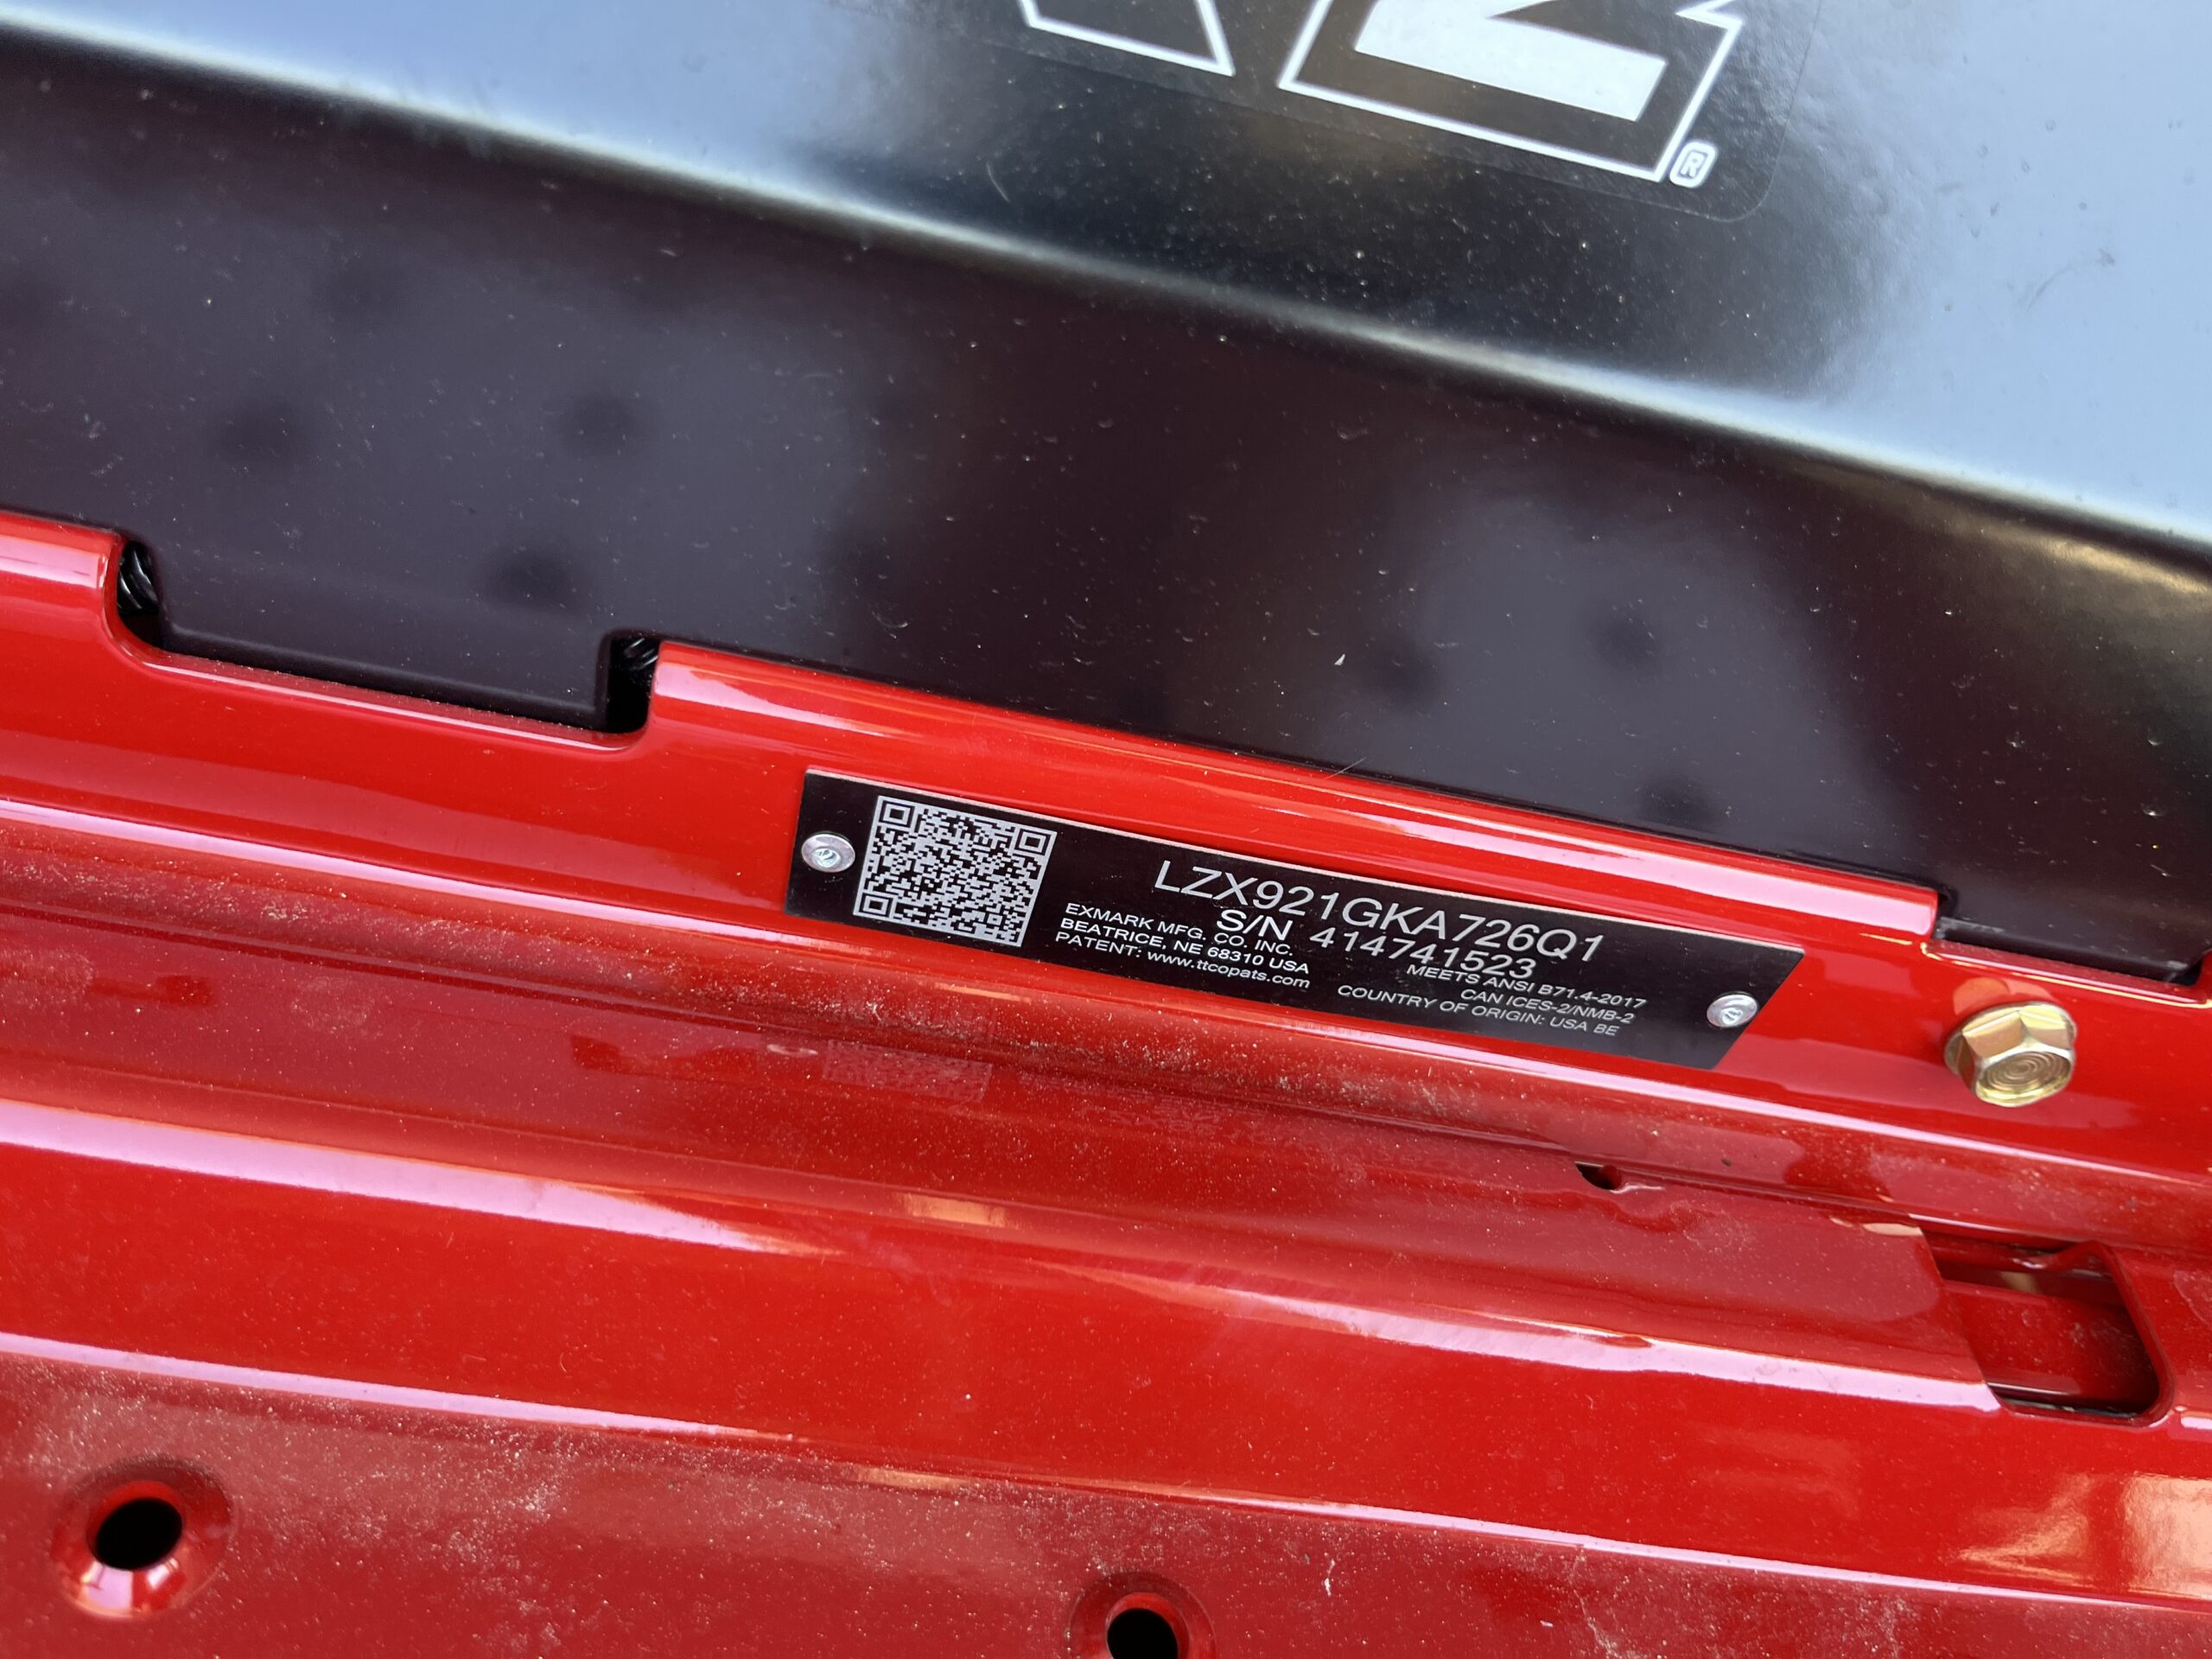 Z
®
LZX921GKA726Q1
S/N 414741523
EXMARK MFG. CO. INC.
BEATRICE, NE 68310 USA
PATENT: www.ttcopats.com
MEETS ANSI B71.4-2017
CAN ICES-2/NMB-2
COUNTRY OF ORIGIN: USA BE